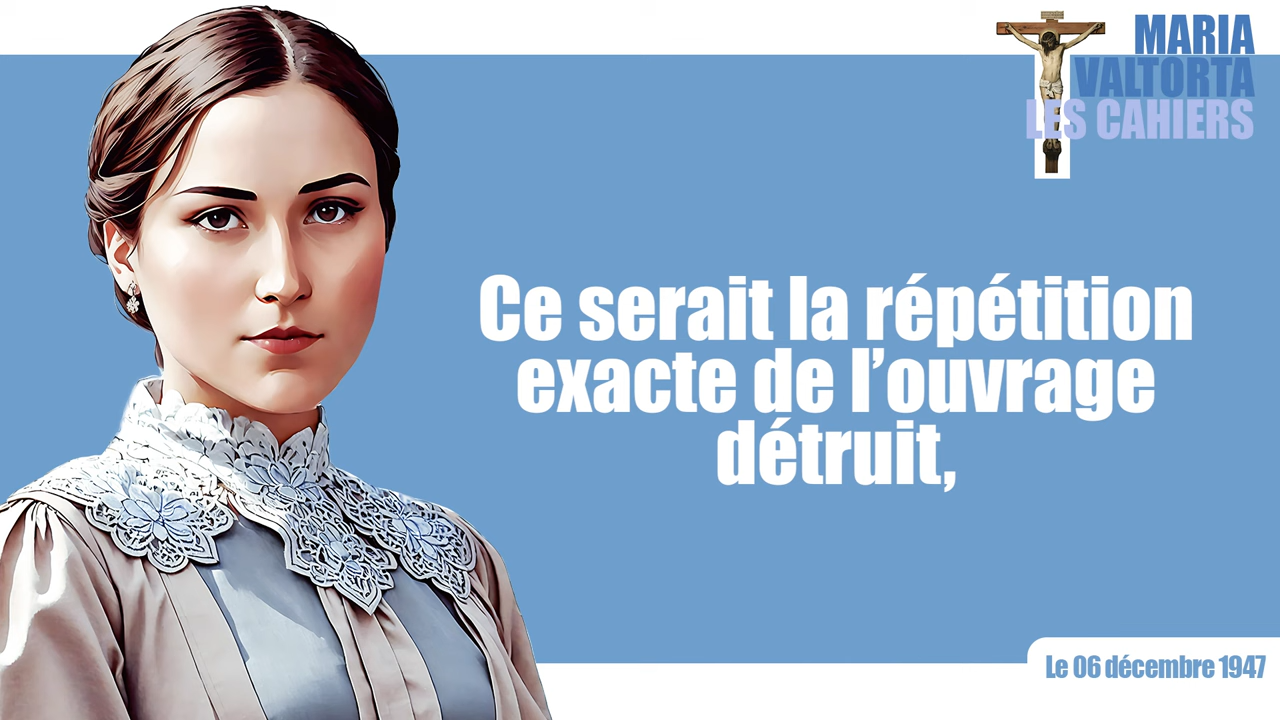 MARIA
VALTORTA
LES CAHIERS
Ce serait la répétition
exacte de l’ouvrage
détruit,
Le 06 décembre 1947